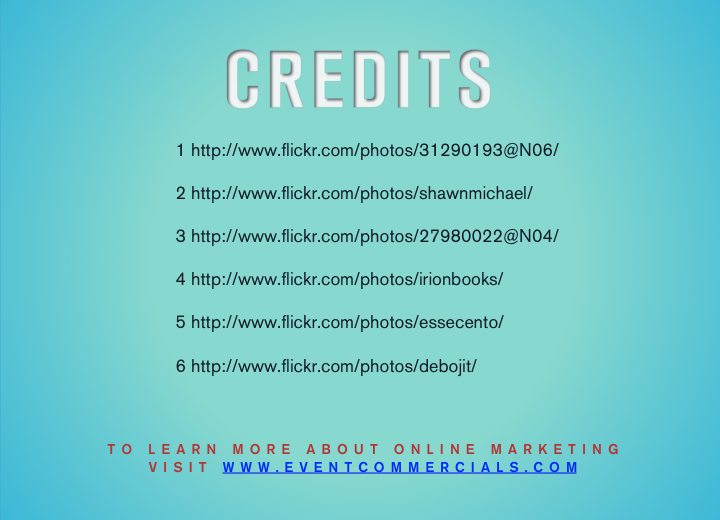 CREDITS
1 http://www.flickr.com/photos/31290193@N06/
2 http://www.flickr.com/photos/shawnmichael/
3 http://www.flickr.com/photos/27980022@N04/
4 http://www.flickr.com/photos/irionbooks/
5 http://www.flickr.com/photos/essecento/
6 http://www.flickr.com/photos/debojit/
TO LEARN MORE ABOUT ONLINE MARKETING
VISIT WWW.EVENTCOMMERCIALS.COM